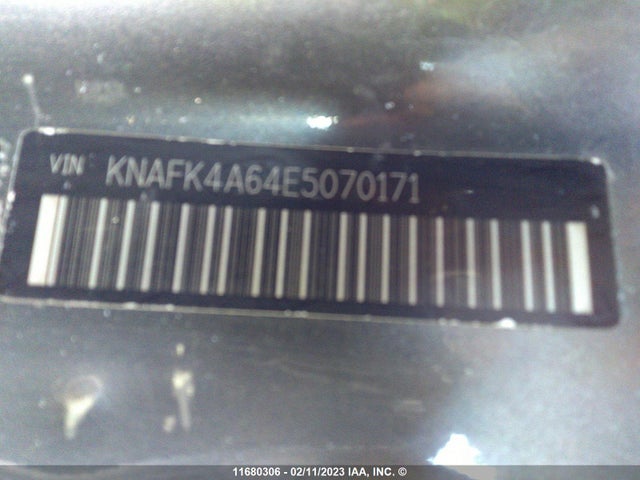 VIN KNAFK4A64E5070171
11680306 - 02/11/2023 IAA, INC. ©